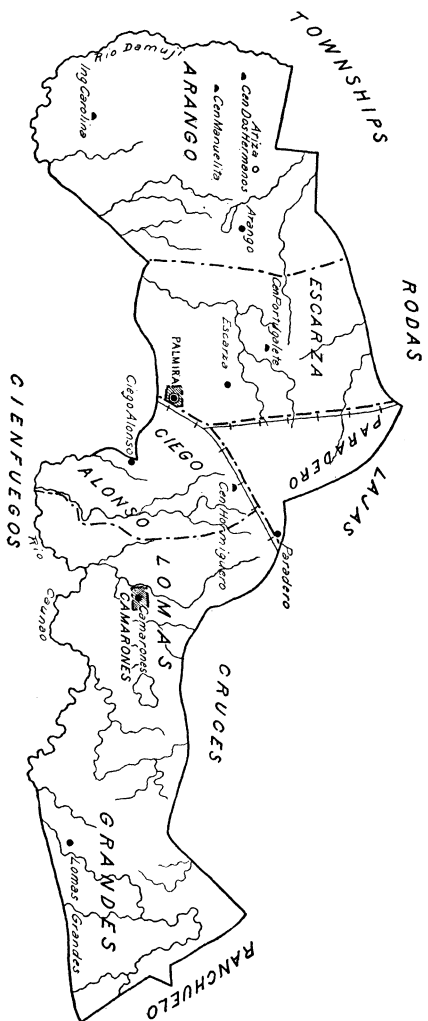 TOWNSHIPS
RODAS
LAJAS
CRUCES
RANCHUELO
CIENFUEGOS
Rio Damuji
Ing Carolina
ARANGO
Cen Manuelita
Cen Dos Hermanos
Ariza
Arango
ESCARZA
Cen Portugalete
Escarza
PALMIRA
PARADERO
Paradero
CIEGO
ALONSO
Ciego Alonso
Cen Hormiguero
LOMAS
GRANDES
Camarones
CAMARONES
Rio
Caunao
Lomas Grandes